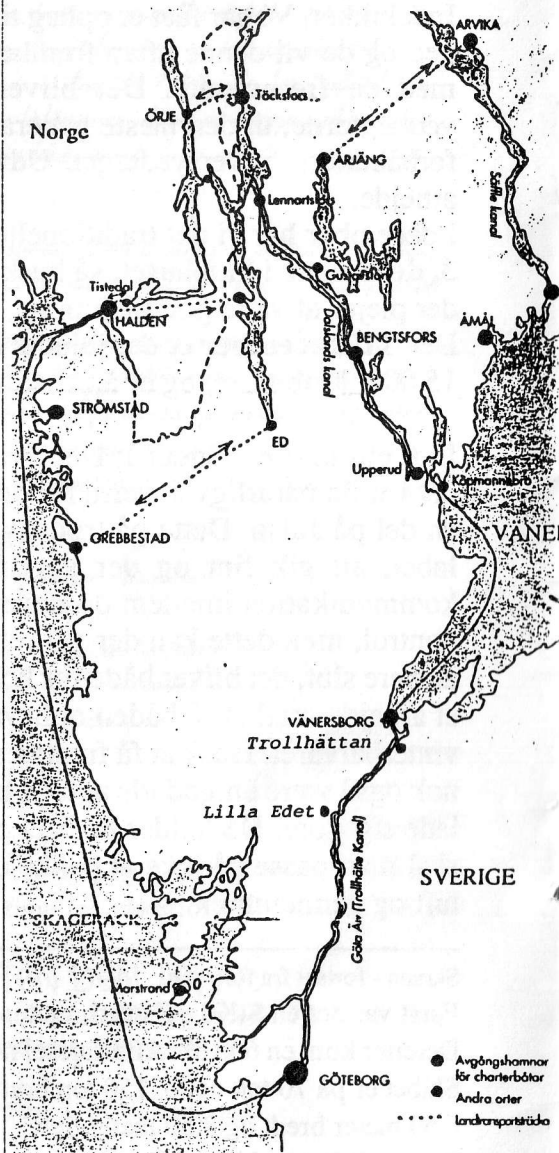 ARVIKA
ÖRJE
Töcksfors
Norge
ÅRJÄNG
Säffle kanal
Lennartsfors
Gustavsfors
Tistedal
HALDEN
Dalslands kanal
ÅMÅL
BENGTSFORS
STRÖMSTAD
ED
Upperud
Köpmannebro
VÄNE
GREBBESTAD
VÄNERSBORG
Trollhättan
Lilla Edet
Göta Älv (Trollhätte Kanal)
SVERIGE
SKAGERACK
Marstrand
GÖTEBORG
Avgångshamnar
för charterbåtar
Andra orter
Landtransportsträcka